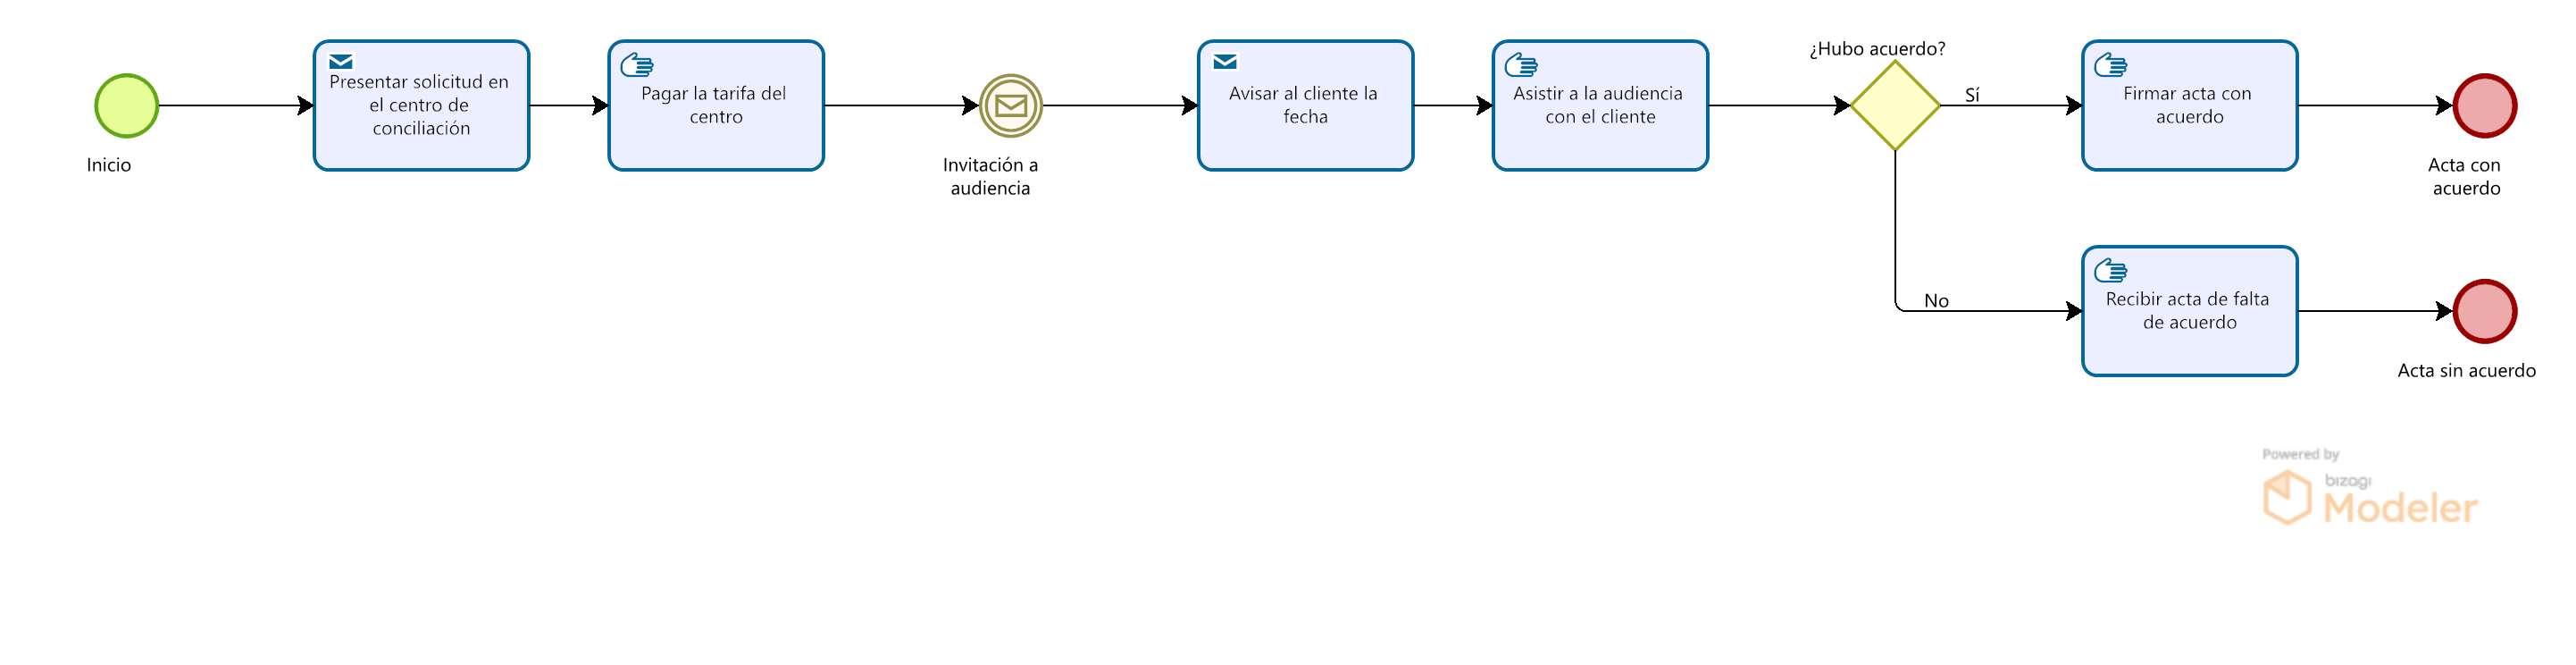 Inicio
Presentar solicitud en
el centro de
conciliación
Pagar la tarifa del
centro
Invitación a
audiencia
Avisar al cliente la
fecha
Asistir a la audiencia
con el cliente
¿Hubo acuerdo?
Sí
Firmar acta con
acuerdo
Acta con
acuerdo
No
Recibir acta de falta
de acuerdo
Acta sin acuerdo
Powered by
bizagi
Modeler